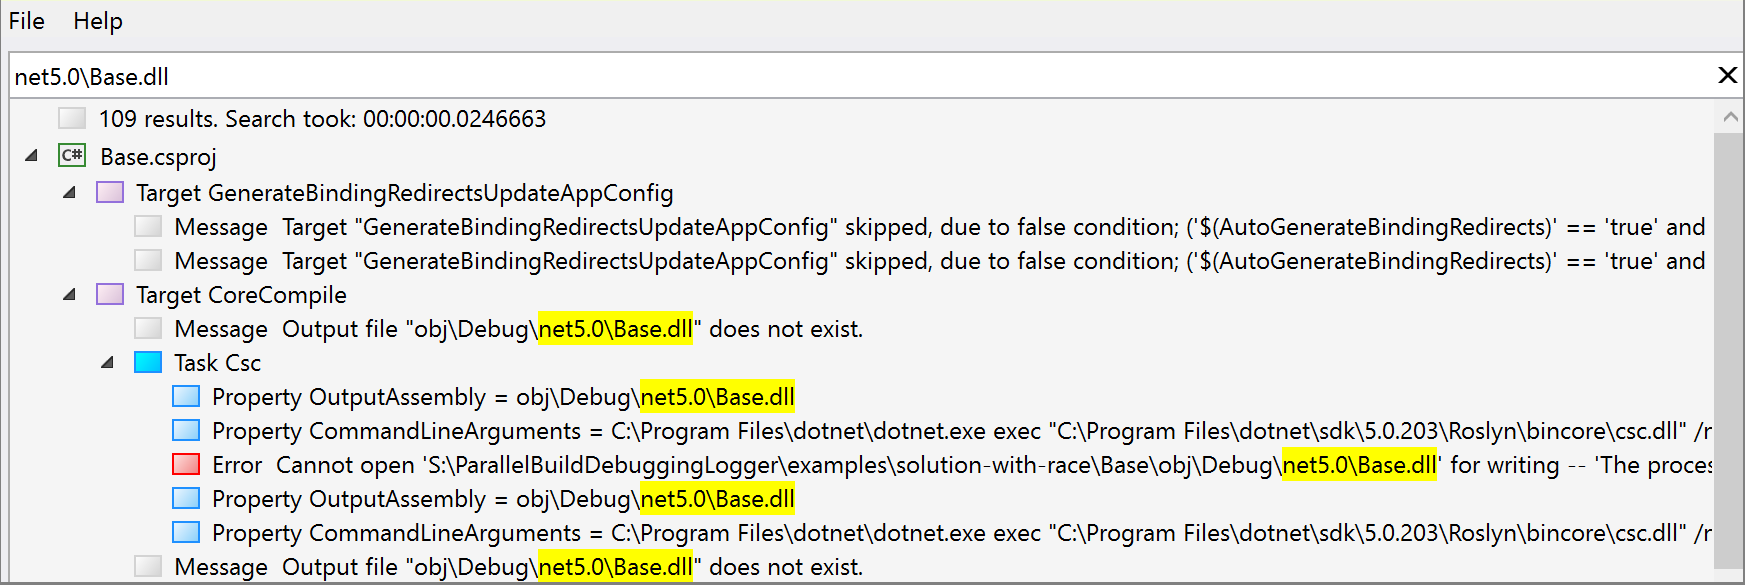 File Help
net5.0\Base.dll
109 results. Search took: 00:00:00.0246663
C# Base.csproj
Target GenerateBindingRedirectsUpdateAppConfig
Message Target "GenerateBindingRedirectsUpdateAppConfig" skipped, due to false condition; ('$(AutoGenerateBindingRedirects)' == 'true' and
Message Target "GenerateBindingRedirectsUpdateAppConfig" skipped, due to false condition; ('$(AutoGenerateBindingRedirects)' == 'true' and
Target CoreCompile
Message Output file "obj\Debug\net5.0\Base.dll" does not exist.
Task Csc
Property OutputAssembly = obj\Debug\net5.0\Base.dll
Property CommandLineArguments = C:\Program Files\dotnet\dotnet.exe exec "C:\Program Files\dotnet\sdk\5.0.203\Roslyn\bincore\csc.dll" /
Error Cannot open 'S:\ParallelBuildDebuggingLogger\examples\solution-with-race\Base\obj\Debug\net5.0\Base.dll' for writing -- 'The proce
Property OutputAssembly = obj\Debug\net5.0\Base.dll
Property CommandLineArguments = C:\Program Files\dotnet\dotnet.exe exec "C:\Program Files\dotnet\sdk\5.0.203\Roslyn\bincore\csc.dll" /
Message Output file "obj\Debug\net5.0\Base.dll" does not exist.